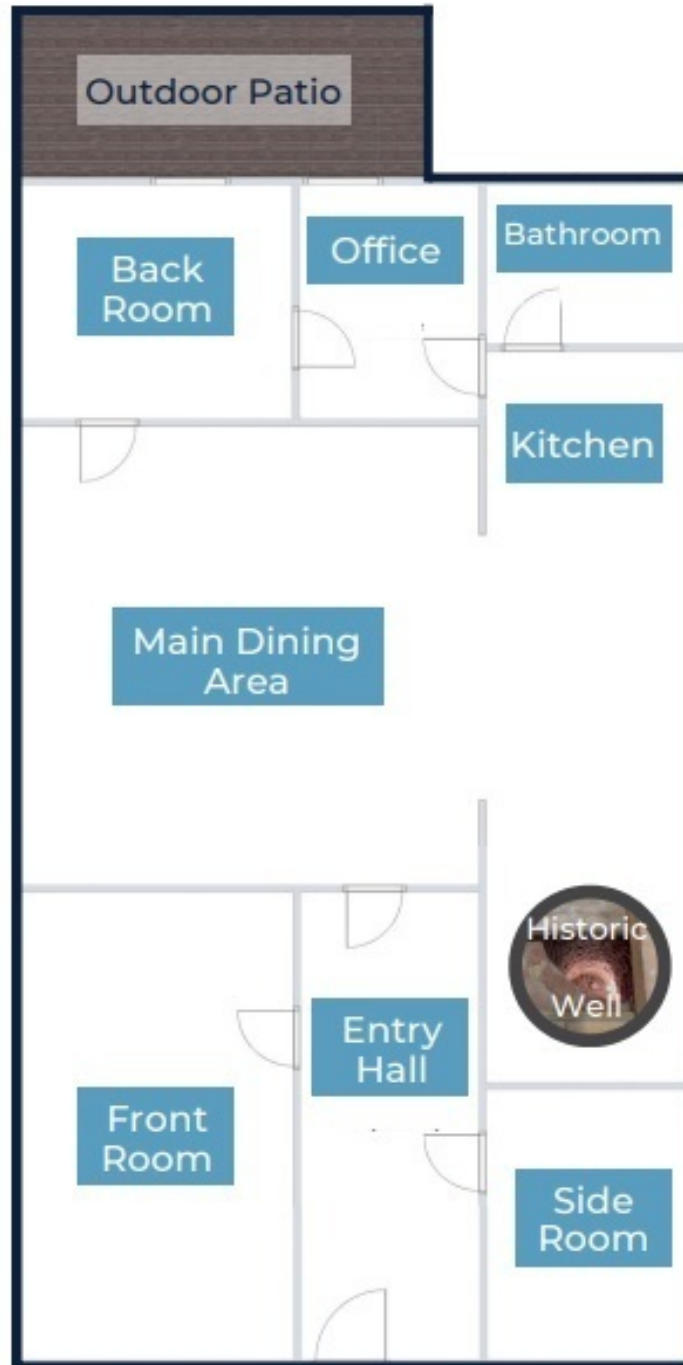 Outdoor Patio
Back
Room
Office
Bathroom
Kitchen
Main Dining
Area
Historic
Well
Entry
Hall
Front
Room
Side
Room